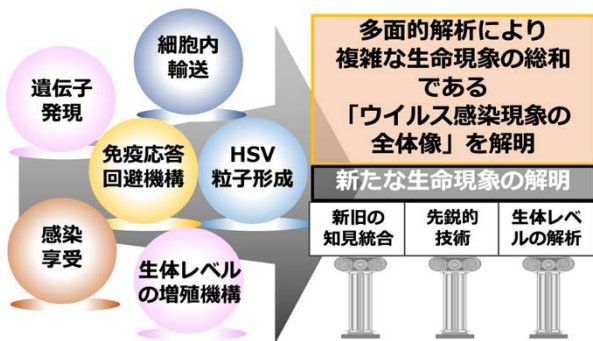 細胞内
輸送
遺伝子
発現
免疫応答
回避機構
HSV
粒子形成
感染
享受
生体レベル
の増殖機構
多面的解析により
複雑な生命現象の総和
である
「ウイルス感染現象の
全体像」を解明
新たな生命現象の解明
新旧の
知見統合
先鋭的
技術
生体レベ
ルの解析